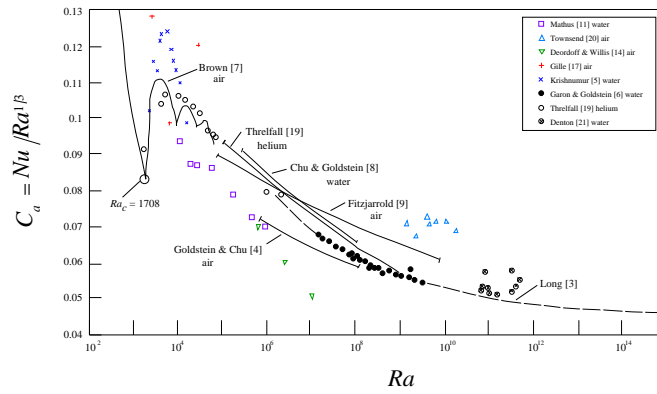 0.13
0.12
0.11
0.1
0.09
0.08
0.07
0.06
0.05
0.04
C_a = Nu/Ra^{1/3}
Mathus [11] water
Townsend [20] air
Deordoff & Willis [14] air
Gille [17] air
Krishnumur [5] water
Garon & Goldstein [6] water
Threlfall [19] helium
Denton [21] water
Brown [7]
air
Threlfall [19]
helium
Chu & Goldstein [8]
water
Fitzjarrold [9]
air
Ra_C = 1708
Goldstein & Chu [4]
air
Long [3]
10^2
10^4
10^6
10^8
10^10
10^12
10^14
Ra